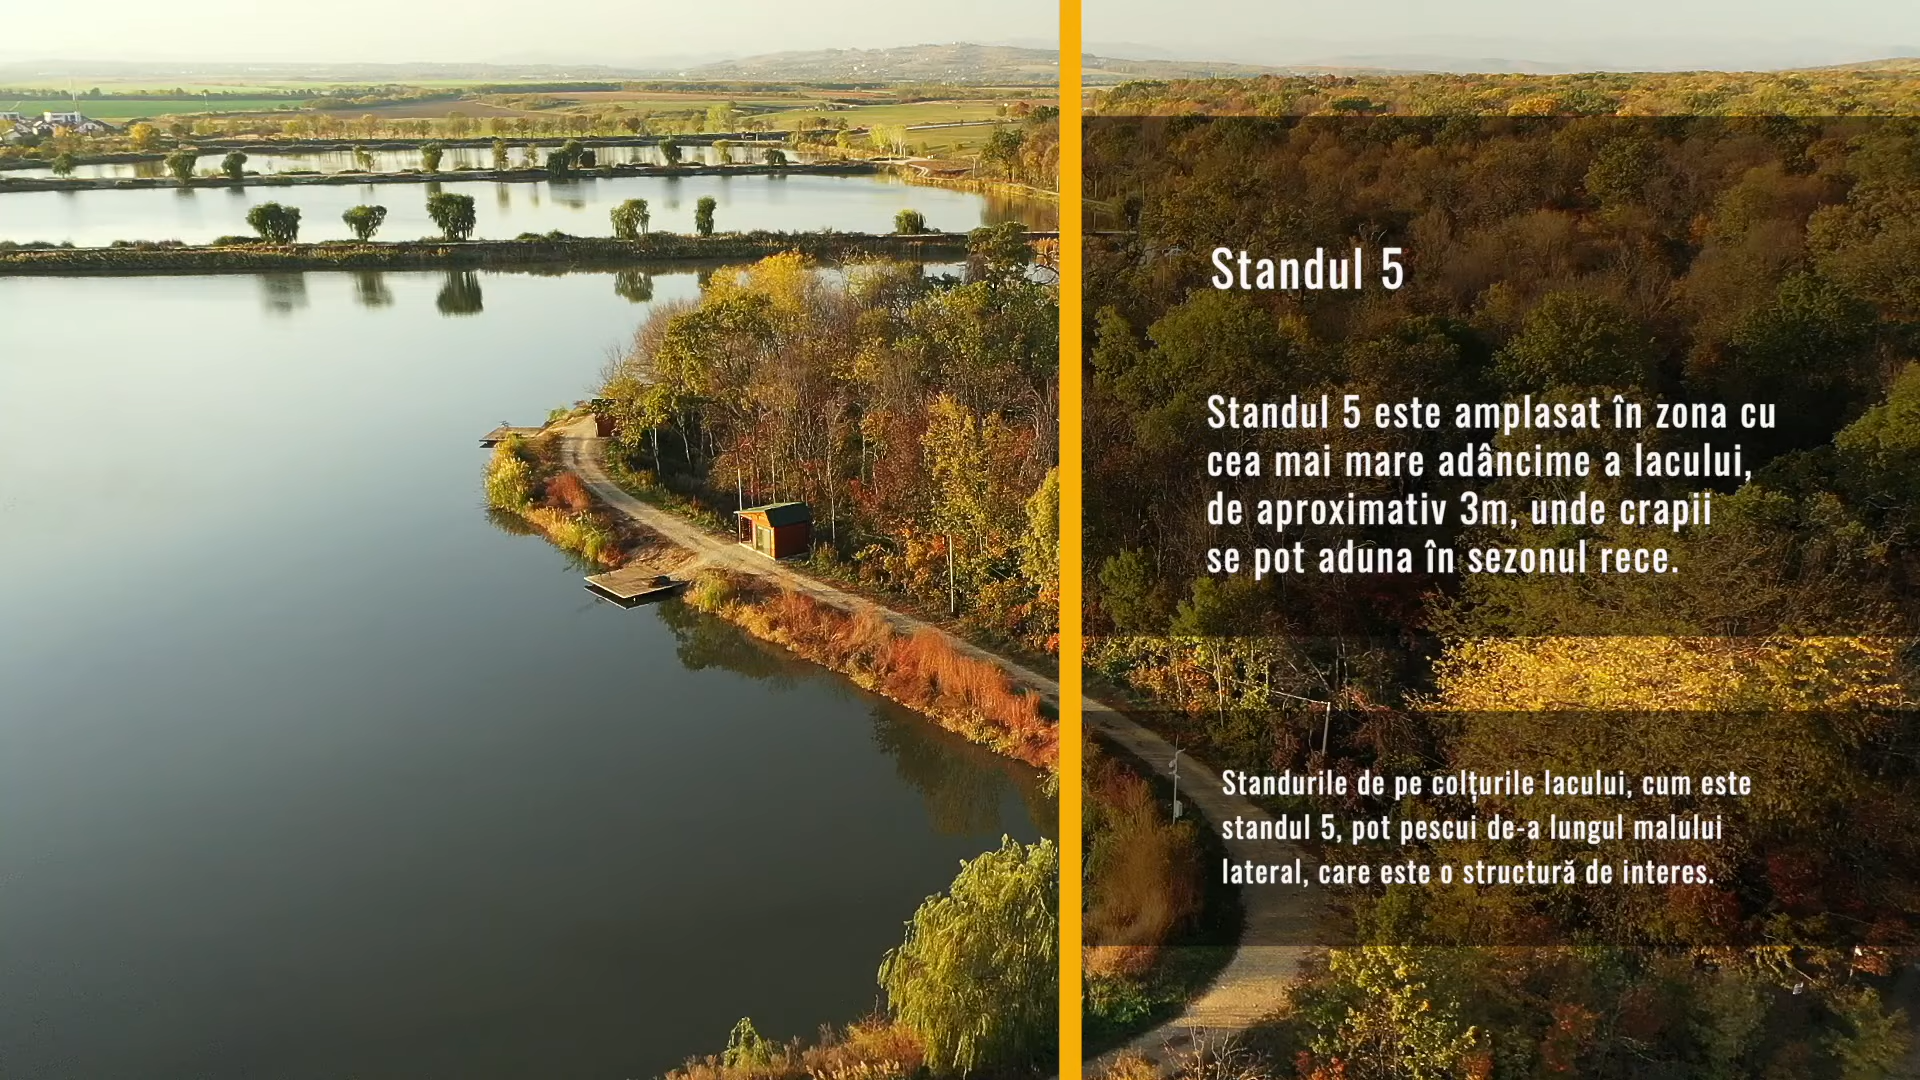 Standul 5
Standul 5 este amplasat în zona cu
cea mai mare adâncime a lacului,
de aproximativ 3m, unde crapii
se pot aduna în sezonul rece.
Standurile de pe colțurile lacului, cum este
standul 5, pot pescui de-a lungul malului
lateral, care este o structură de interes.